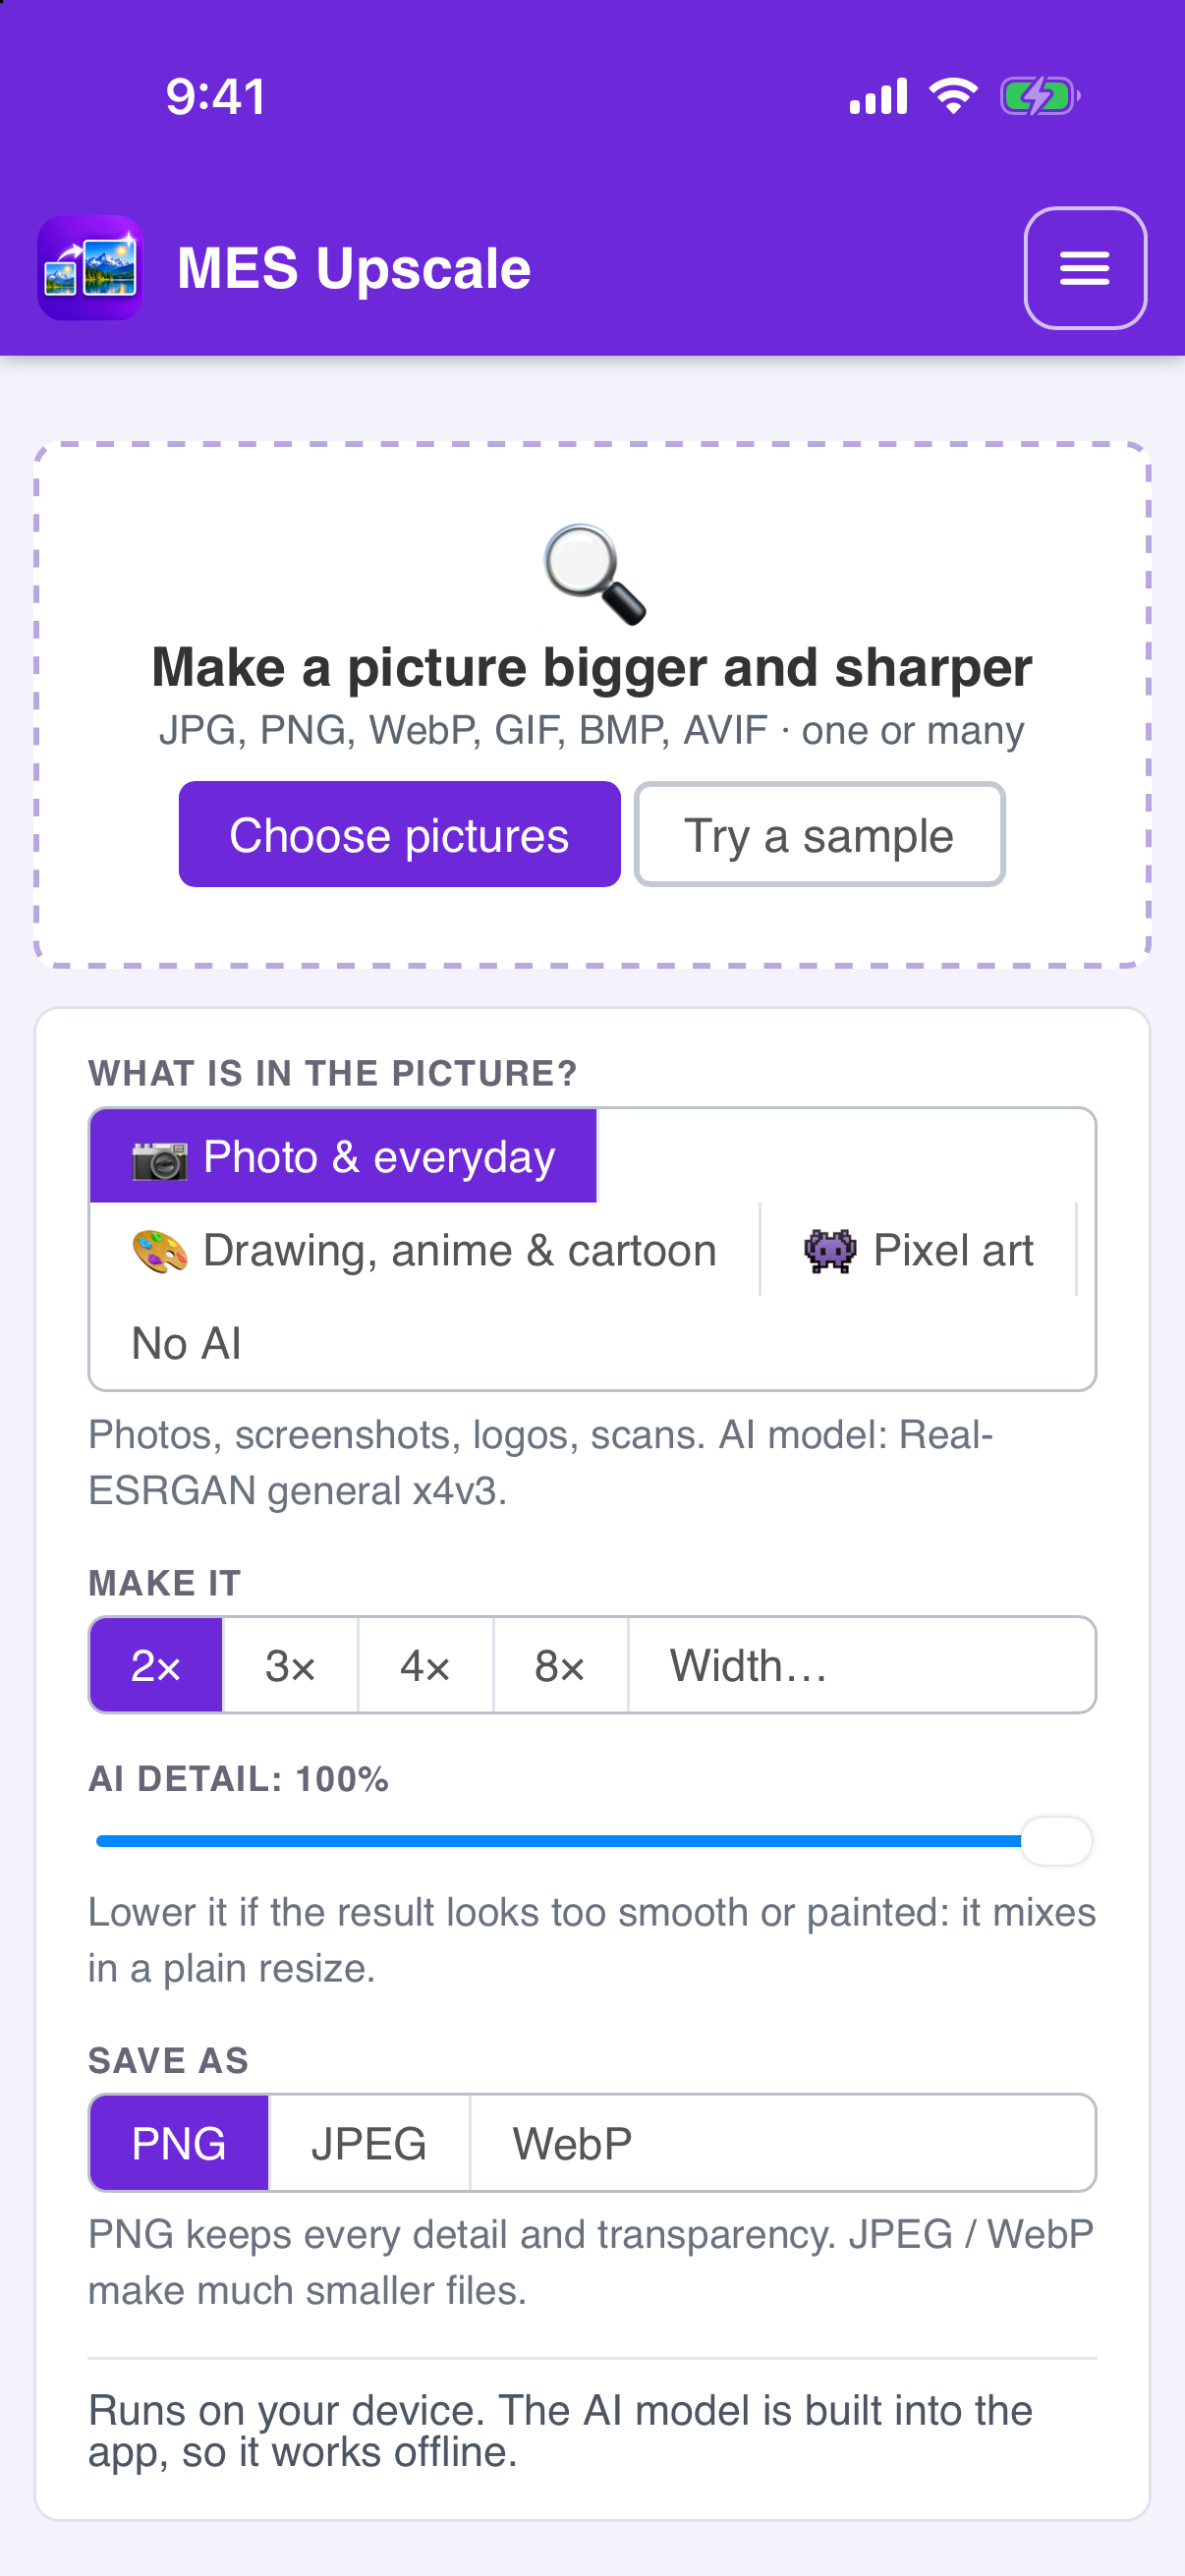 9:41
MES Upscale
Make a picture bigger and sharper
JPG, PNG, WebP, GIF, BMP, AVIF · one or many
Choose pictures
Try a sample
WHAT IS IN THE PICTURE?
Photo & everyday
Drawing, anime & cartoon
Pixel art
No AI
Photos, screenshots, logos, scans. AI model: Real-
ESRGAN general x4v3.
MAKE IT
2×
3×
4×
8×
Width…
AI DETAIL: 100%
Lower it if the result looks too smooth or painted: it mixes
in a plain resize.
SAVE AS
PNG
JPEG
WebP
PNG keeps every detail and transparency. JPEG / WebP
make much smaller files.
Runs on your device. The AI model is built into the
app, so it works offline.